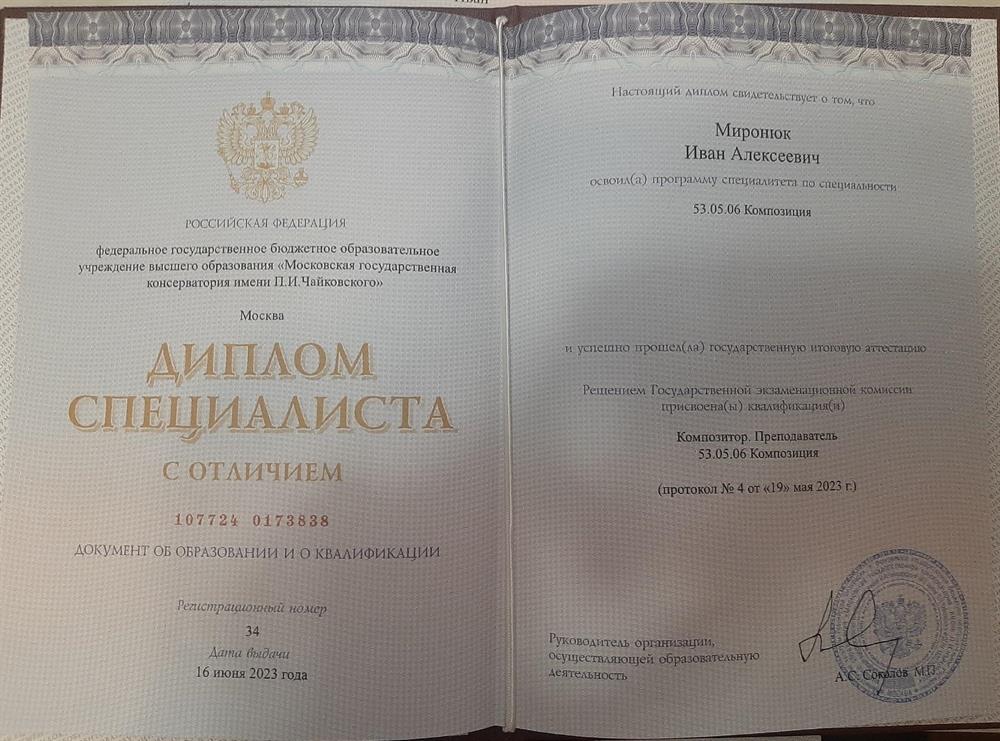 РОССИЙСКАЯ ФЕДЕРАЦИЯ
федеральное государственное бюджетное образовательное
учреждение высшего образования «Московская государственная
консерватория имени П.И.Чайковского»
Москва
ДИПЛОМ
СПЕЦИАЛИСТА
С ОТЛИЧИЕМ
107724 0173838
ДОКУМЕНТ ОБ ОБРАЗОВАНИИ И О КВАЛИФИКАЦИИ
Регистрационный номер
34
Дата выдачи
16 июня 2023 года
Настоящий диплом свидетельствует о том, что
Миронюк
Иван Алексеевич
освоил(а) программу специалитета по специальности
53.05.06 Композиция
и успешно прошел(ла) государственную итоговую аттестацию
Решением Государственной экзаменационной комиссии
присвоена(ы) квалификация(и)
Композитор. Преподаватель
53.05.06 Композиция
(протокол № 4 от «19» мая 2023 г.)
Руководитель организации,
осуществляющей образовательную
деятельность
А.С. Соколов М.П.